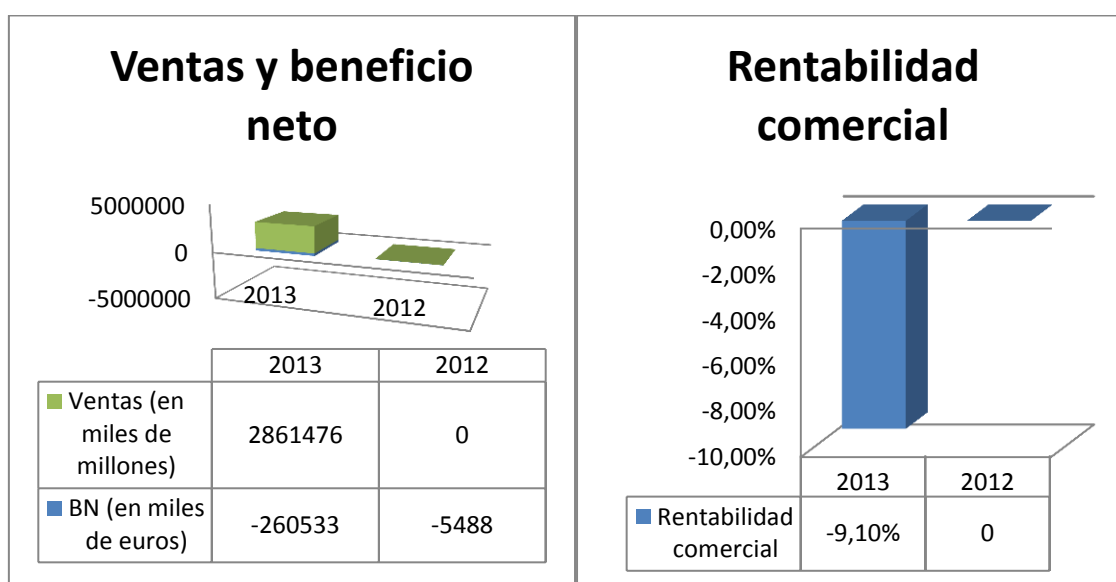 Ventas y beneficio
neto
5000000
0
-5000000
2013
2012
2013 2012
Ventas (en
miles de
millones)
2861476 0
BN (en miles
de euros)
-260533 -5488
Rentabilidad
comercial
0,00%
-2,00%
-4,00%
-6,00%
-8,00%
-10,00%
2013 2012
Rentabilidad
comercial
-9,10% 0